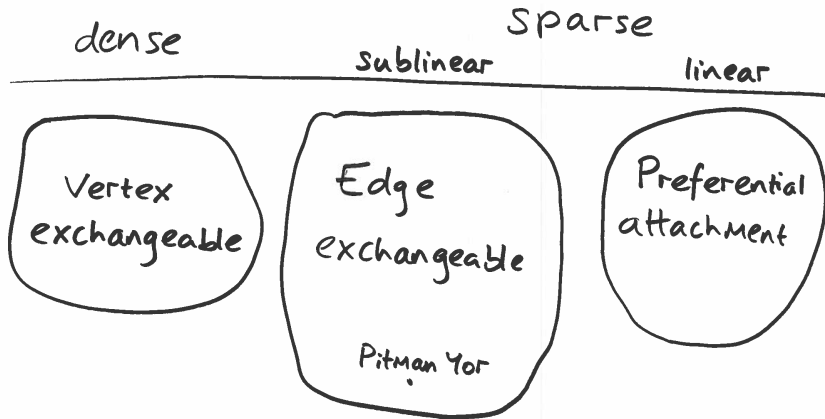 dense
sparse
sublinear
linear
Vertex
exchangeable
Edge
exchangeable
Pitman Yor
Preferential
attachment